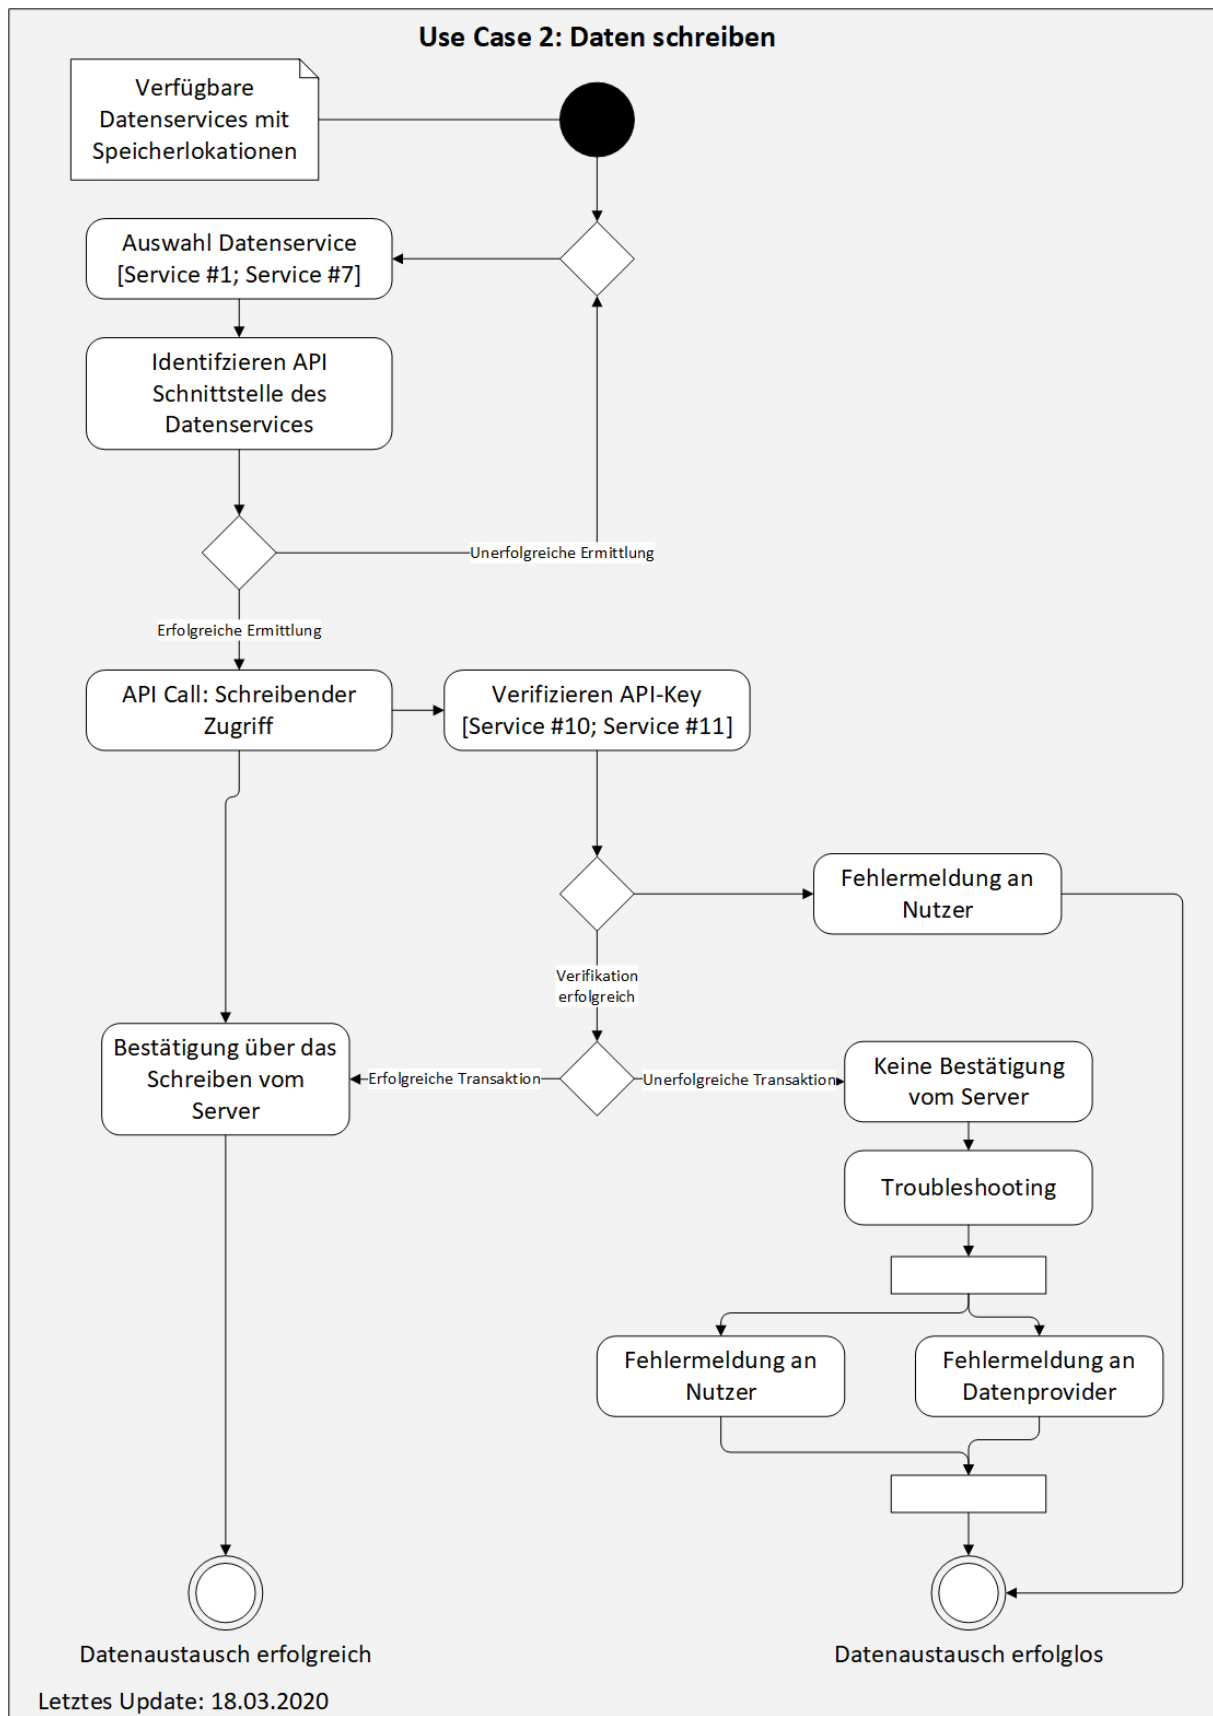 Use Case 2: Daten schreiben
Verfügbare
Datenservices mit
Speicherlokationen
Auswahl Datenservice
[Service #1; Service #7]
Identifzieren API
Schnittstelle des
Datenservices
Unerfolgreiche Ermittlung
Erfolgreiche Ermittlung
API Call: Schreibender
Zugriff
Verifizieren API-Key
[Service #10; Service #11]
Fehlermeldung an
Nutzer
Verifikation
erfolgreich
Bestätigung über das
Schreiben vom
Server
Erfolgreiche Transaktion
Unerfolgreiche Transaktion
Keine Bestätigung
vom Server
Troubleshooting
Fehlermeldung an
Nutzer
Fehlermeldung an
Datenprovider
Datenaustausch erfolgreich
Datenaustausch erfolglos
Letztes Update: 18.03.2020